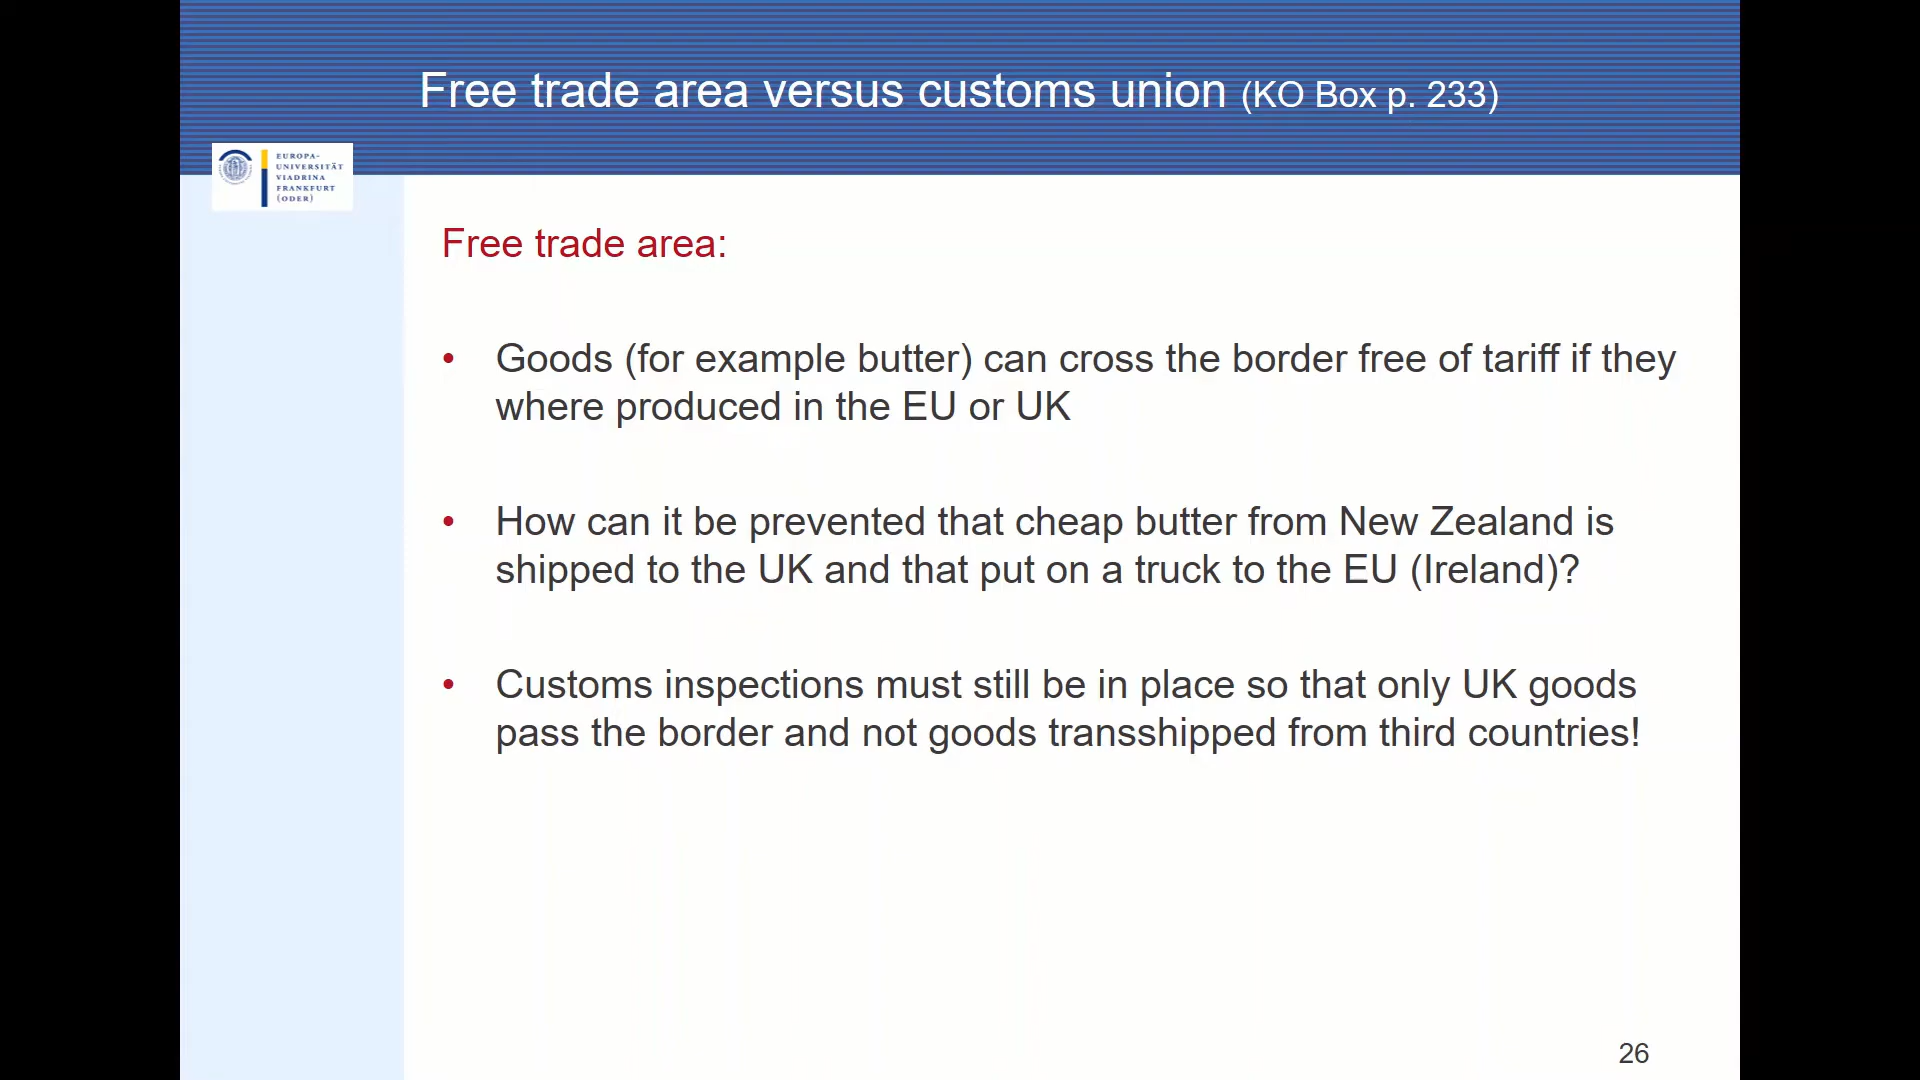 Free trade area versus customs union (KO Box p. 233)
EUROPA-
UNIVERSITÄT
VIADRINA
FRANKFURT
(ODER)
Free trade area:
• Goods (for example butter) can cross the border free of tariff if they
where produced in the EU or UK
• How can it be prevented that cheap butter from New Zealand is
shipped to the UK and that put on a truck to the EU (Ireland)?
• Customs inspections must still be in place so that only UK goods
pass the border and not goods transshipped from third countries!
26